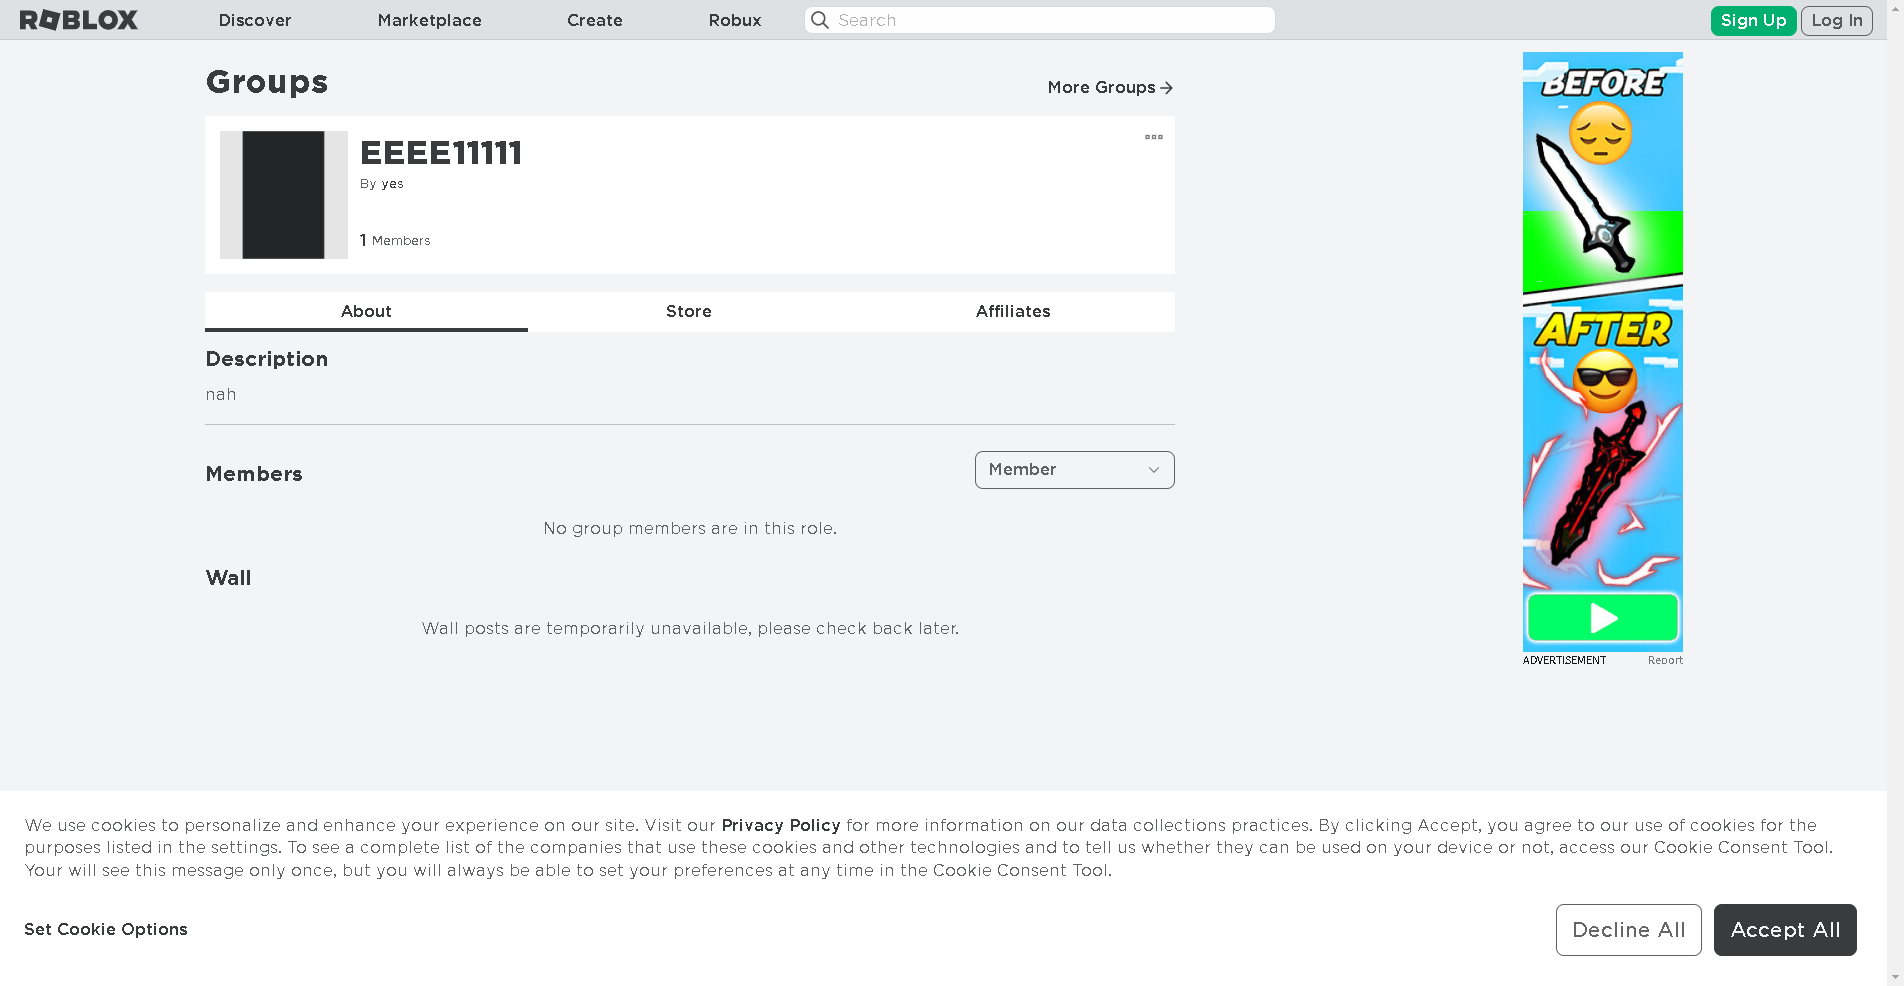 ROBLOX
Discover
Marketplace
Create
Robux
Search
Sign Up
Log In
Groups
More Groups
EEEE11111
By yes
1 Members
About
Store
Affiliates
Description
nah
Members
Member
No group members are in this role.
Wall
Wall posts are temporarily unavailable, please check back later.
BEFORE
AFTER
ADVERTISEMENT
Report
We use cookies to personalize and enhance your experience on our site. Visit our Privacy Policy for more information on our data collections practices. By clicking Accept, you agree to our use of cookies for the
purposes listed in the settings. To see a complete list of the companies that use these cookies and other technologies and to tell us whether they can be used on your device or not, access our Cookie Consent Tool.
Your will see this message only once, but you will always be able to set your preferences at any time in the Cookie Consent Tool.
Set Cookie Options
Decline All
Accept All